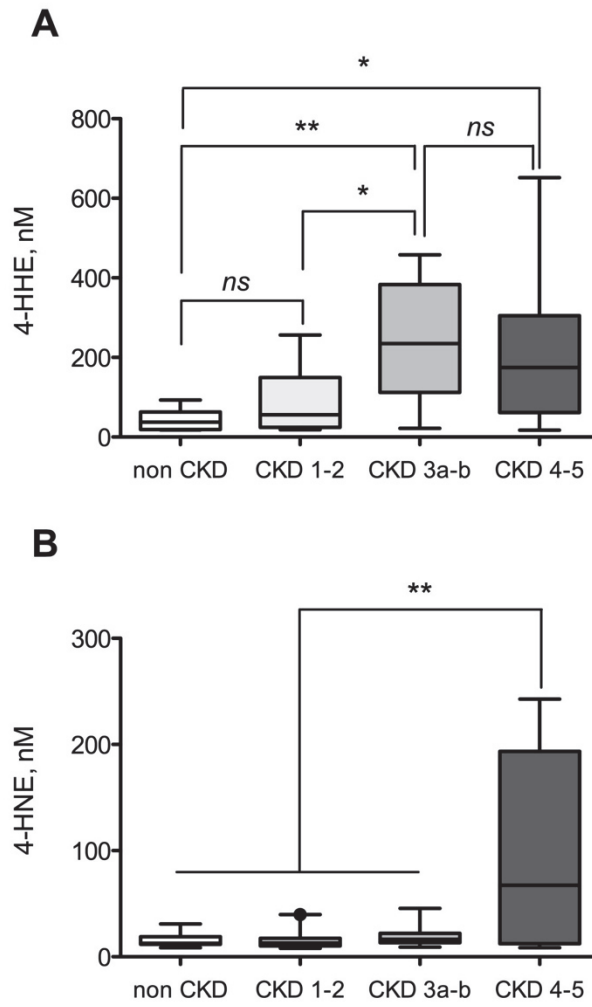 A
*
800
**
ns
600
*
4-HHE, nM
400
ns
200
0
non CKD CKD 1-2 CKD 3a-b CKD 4-5
B
**
300
4-HNE, nM
200
100
0
non CKD CKD 1-2 CKD 3a-b CKD 4-5